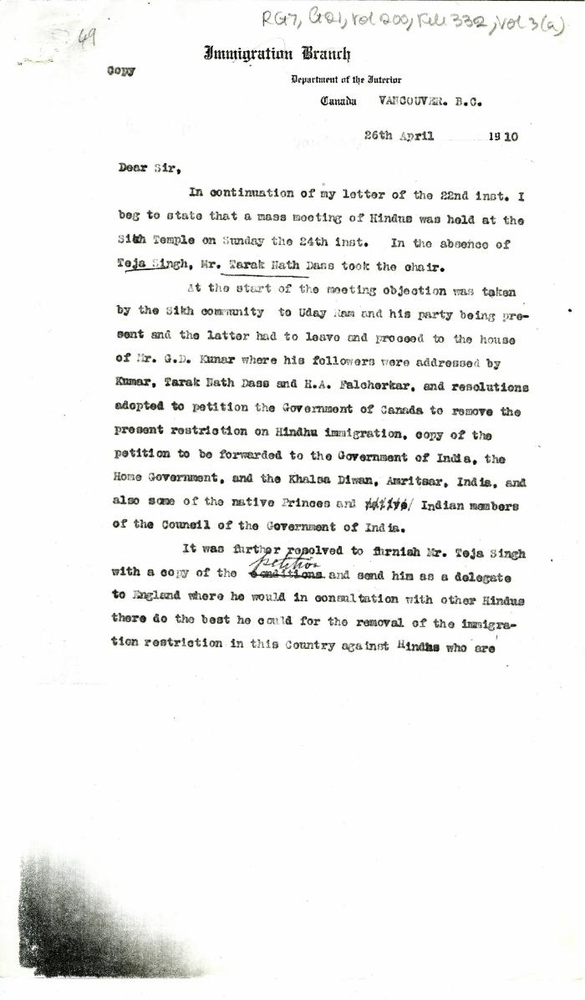 RG7, G21, Vol 200, File 332, Vol 3(a)
49
Immigration Branch
Copy
Department of the Interior
Canada VANCOUVER. B.C.
26th April 1910
Dear Sir,
In continuation of my letter of the 22nd inst. I
beg to state that a mass meeting of Hindus was held at the
Sikh Temple on Sunday the 24th inst. In the absence of
Teja Singh, Mr. Tarak Nath Dass took the chair.
At the start of the meeting objection was taken
by the Sikh community to Uday Ram and his party being pre-
sent and the latter had to leave and proceed to the house
of Mr. G.D. Kumar where his followers were addressed by
Kumar, Tarak Nath Dass and H.A. Falcherkar, and resolutions
adopted to petition the Government of Canada to remove the
present restriction on Hindhu immigration, copy of the
petition to be forwarded to the Government of India, the
Home Government, and the Khalsa Diwan, Amritsar, India, and
also some of the native Princes and Indian members
of the Council of the Government of India.
It was further resolved to furnish Mr. Teja Singh
petition
with a copy of the conditions and send him as a delegate
to England where he would in consultation with other Hindus
there do the best he could for the removal of the immigra-
tion restriction in this Country against Hindhs who are